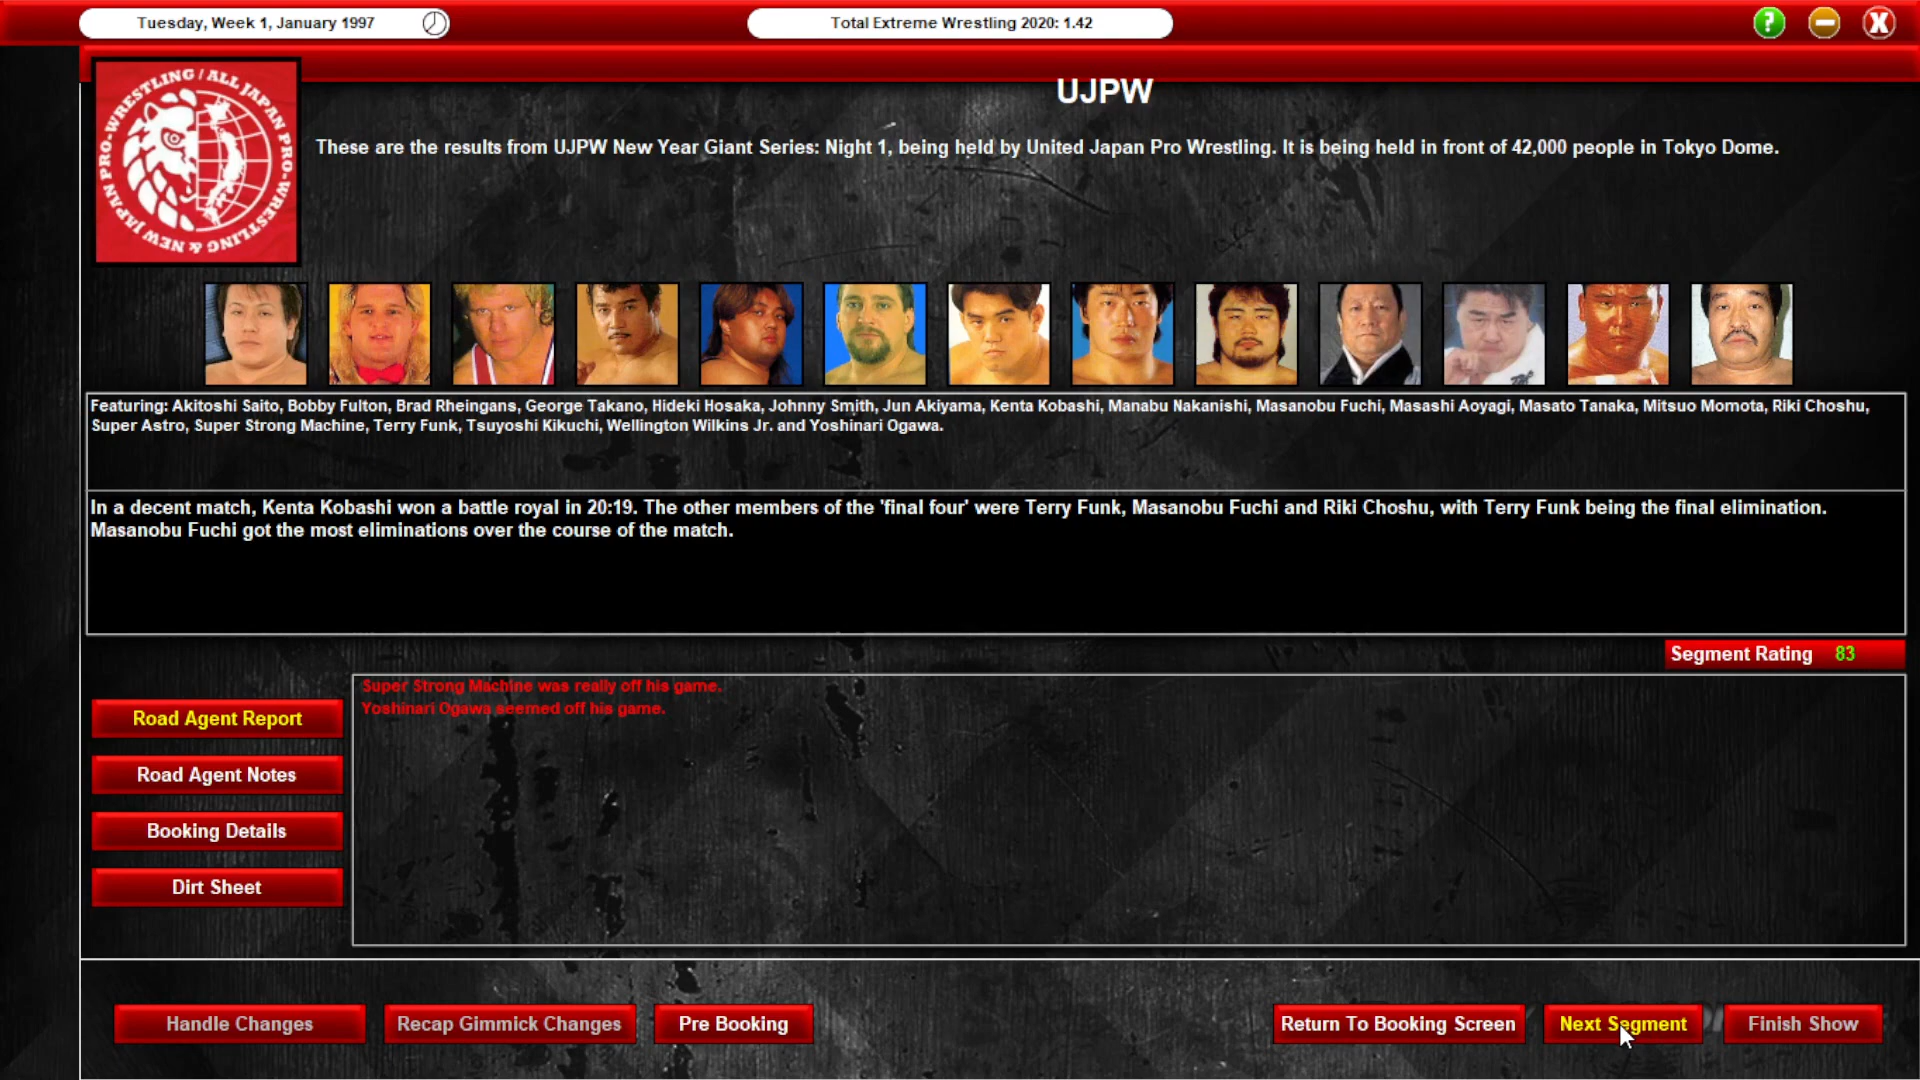 Tuesday, Week 1, January 1997
Total Extreme Wrestling 2020: 1.42
UJPW
NEW JAPAN PRO-WRESTLING / ALL JAPAN PRO-WRESTLING &
These are the results from UJPW New Year Giant Series: Night 1, being held by United Japan Pro Wrestling. It is being held in front of 42,000 people in Tokyo Dome.
Featuring: Akitoshi Saito, Bobby Fulton, Brad Rheingans, George Takano, Hideki Hosaka, Johnny Smith, Jun Akiyama, Kenta Kobashi, Manabu Nakanishi, Masanobu Fuchi, Masashi Aoyagi, Masato Tanaka, Mitsuo Momota, Riki Choshu,
Super Astro, Super Strong Machine, Terry Funk, Tsuyoshi Kikuchi, Wellington Wilkins Jr. and Yoshinari Ogawa.
In a decent match, Kenta Kobashi won a battle royal in 20:19. The other members of the 'final four' were Terry Funk, Masanobu Fuchi and Riki Choshu, with Terry Funk being the final elimination.
Masanobu Fuchi got the most eliminations over the course of the match.
Segment Rating 83
Super Strong Machine was really off his game.
Yoshinari Ogawa seemed off his game.
Road Agent Report
Road Agent Notes
Booking Details
Dirt Sheet
Handle Changes
Recap Gimmick Changes
Pre Booking
Return To Booking Screen
Next Segment
Finish Show